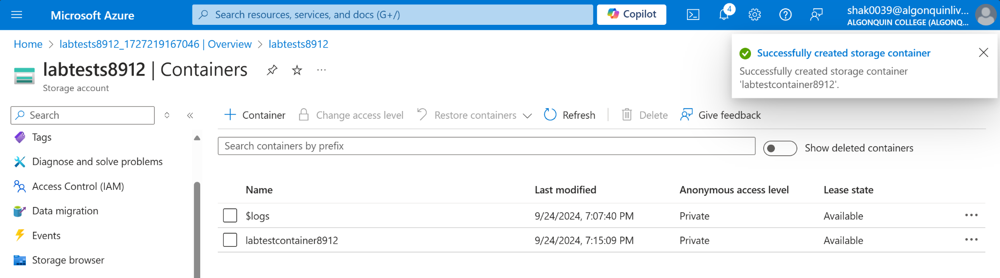 Microsoft Azure
Search resources, services, and docs (G+/)
Copilot
4
shak0039@algonquinliv...
ALGONQUIN COLLEGE (ALGONQ...
Home > labtests8912_1727219167046 | Overview > labtests8912
labtests8912 | Containers
Storage account
Successfully created storage container
Successfully created storage container
'labtestcontainer8912'.
Search
Tags
Diagnose and solve problems
Access Control (IAM)
Data migration
Events
Storage browser
Container
Change access level
Restore containers
Refresh
Delete
Give feedback
Search containers by prefix
Show deleted containers
Name Last modified Anonymous access level Lease state
$logs 9/24/2024, 7:07:40 PM Private Available
labtestcontainer8912 9/24/2024, 7:15:09 PM Private Available